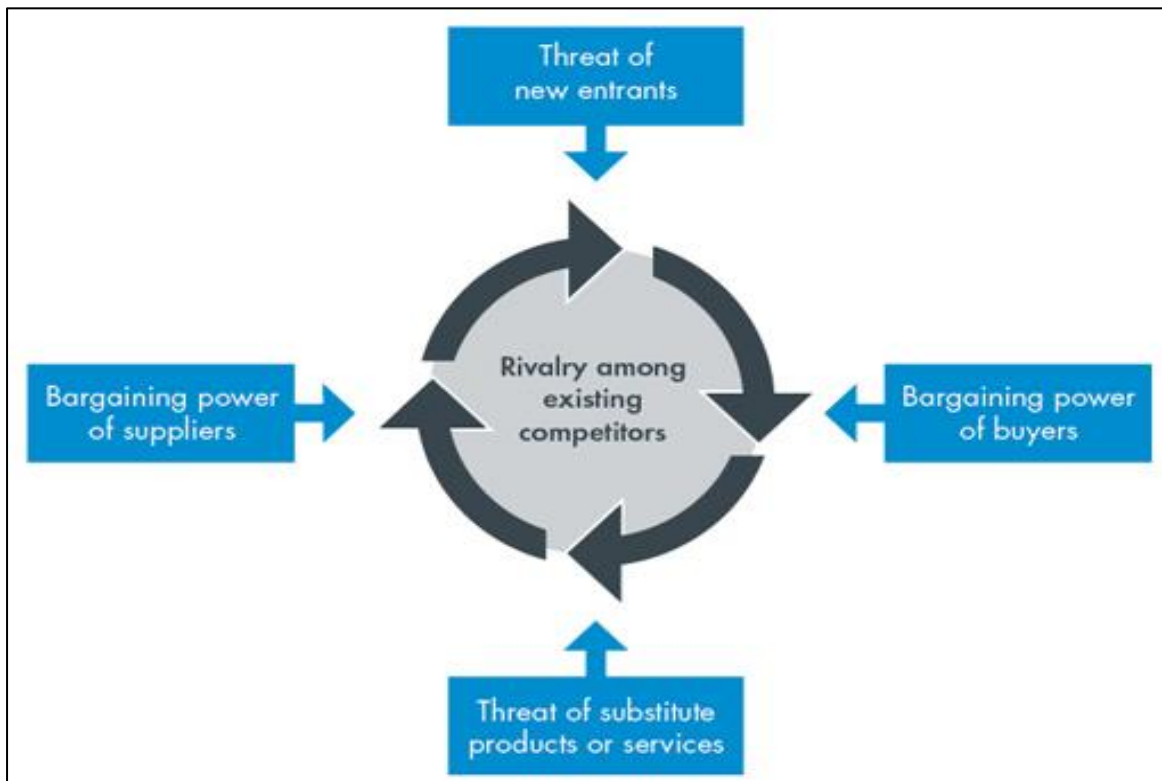 Threat of
new entrants
Rivalry among
existing
competitors
Bargaining power
of suppliers
Bargaining power
of buyers
Threat of substitute
products or services